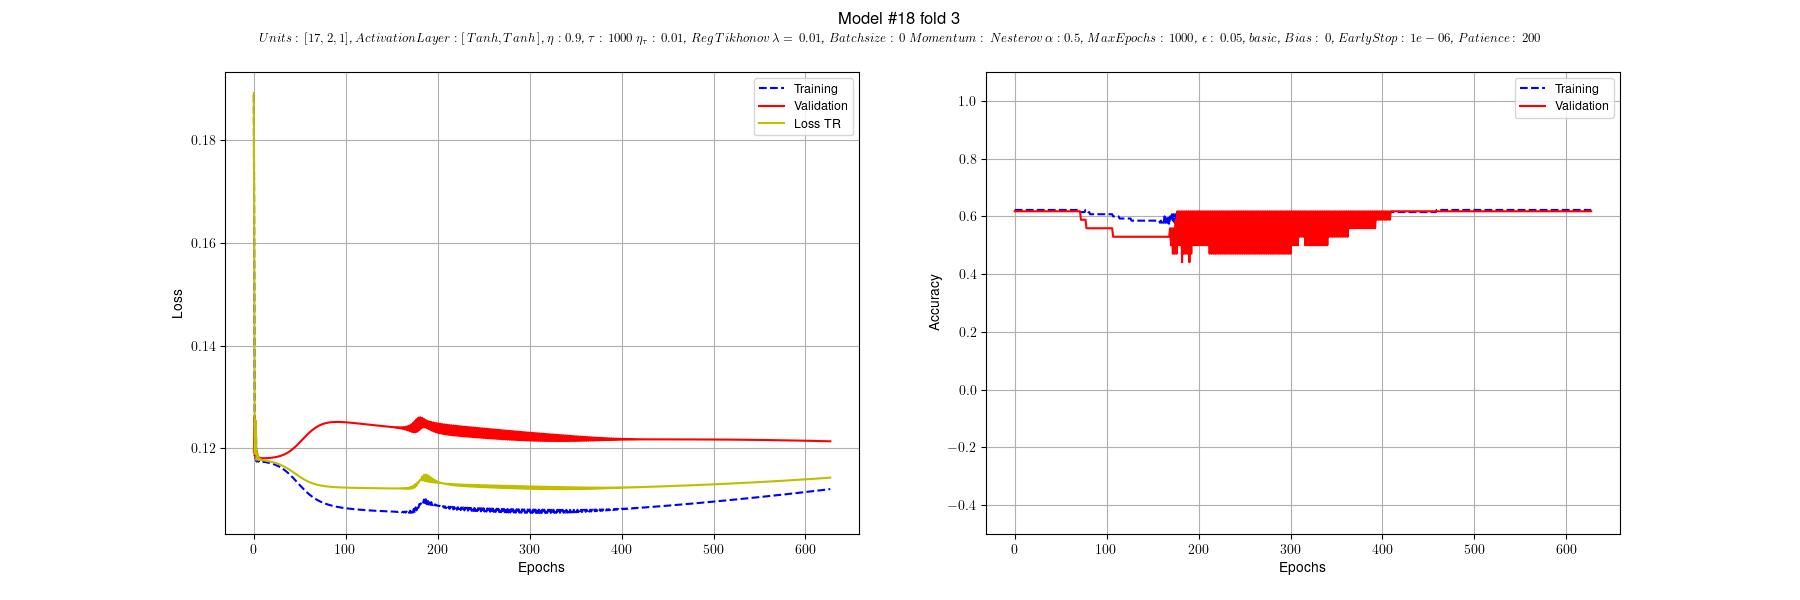 Model #18 fold 3
Units : [17, 2, 1], ActivationLayer : [Tanh, Tanh], η : 0.9, τ : 1000 ητ : 0.01, RegTikhonov λ = 0.01, Batchsize : 0 Momentum : Nesterov α : 0.5, MaxEpochs : 1000, ϵ : 0.05, basic, Bias : 0, EarlyStop : 1e − 06, Patience : 200
Training
Validation
Loss TR
0.18
0.16
0.14
0.12
Loss
0 100 200 300 400 500 600
Epochs
Training
Validation
1.0
0.8
0.6
0.4
0.2
0.0
−0.2
−0.4
Accuracy
0 100 200 300 400 500 600
Epochs